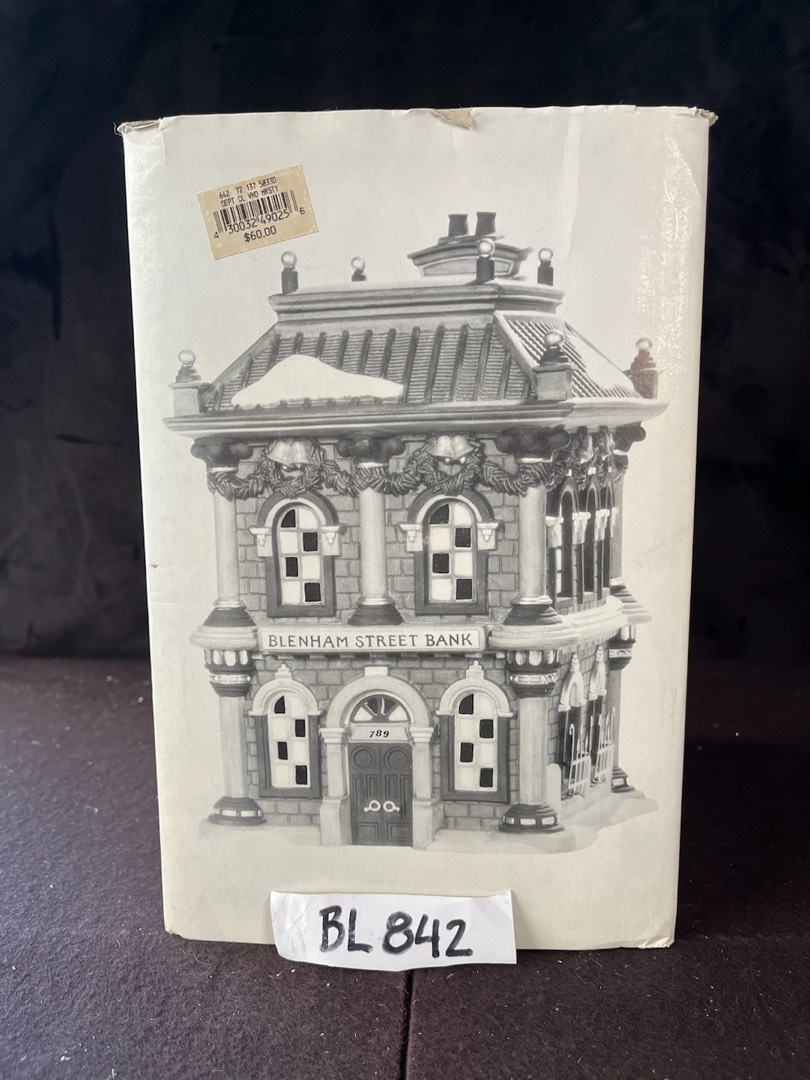 642 72 137 58330
DEPT CL VND MRSTY
4 30032 49025 6
$60.00
BLENHAM STREET BANK
789
BL 842